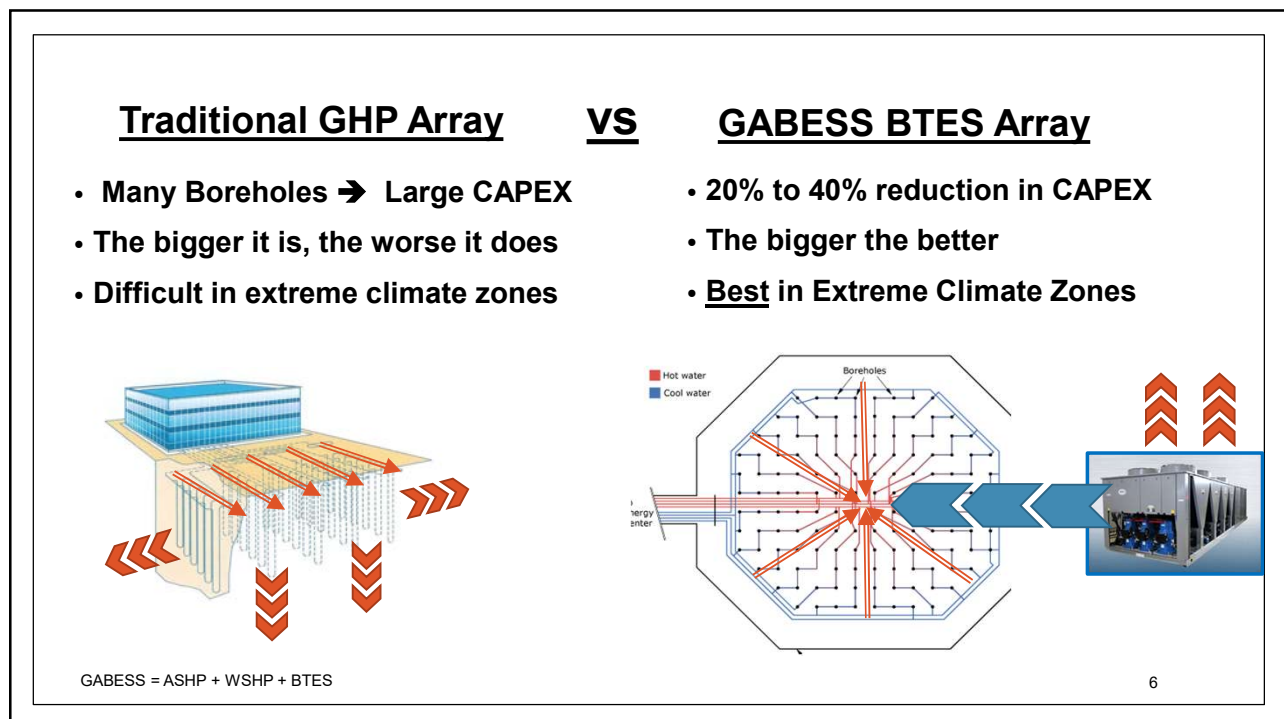 Traditional GHP Array
vs
GABESS BTES Array
• Many Boreholes ➔ Large CAPEX
• The bigger it is, the worse it does
• Difficult in extreme climate zones
• 20% to 40% reduction in CAPEX
• The bigger the better
• Best in Extreme Climate Zones
Hot water
Cool water
Boreholes
GABESS = ASHP + WSHP + BTES
6